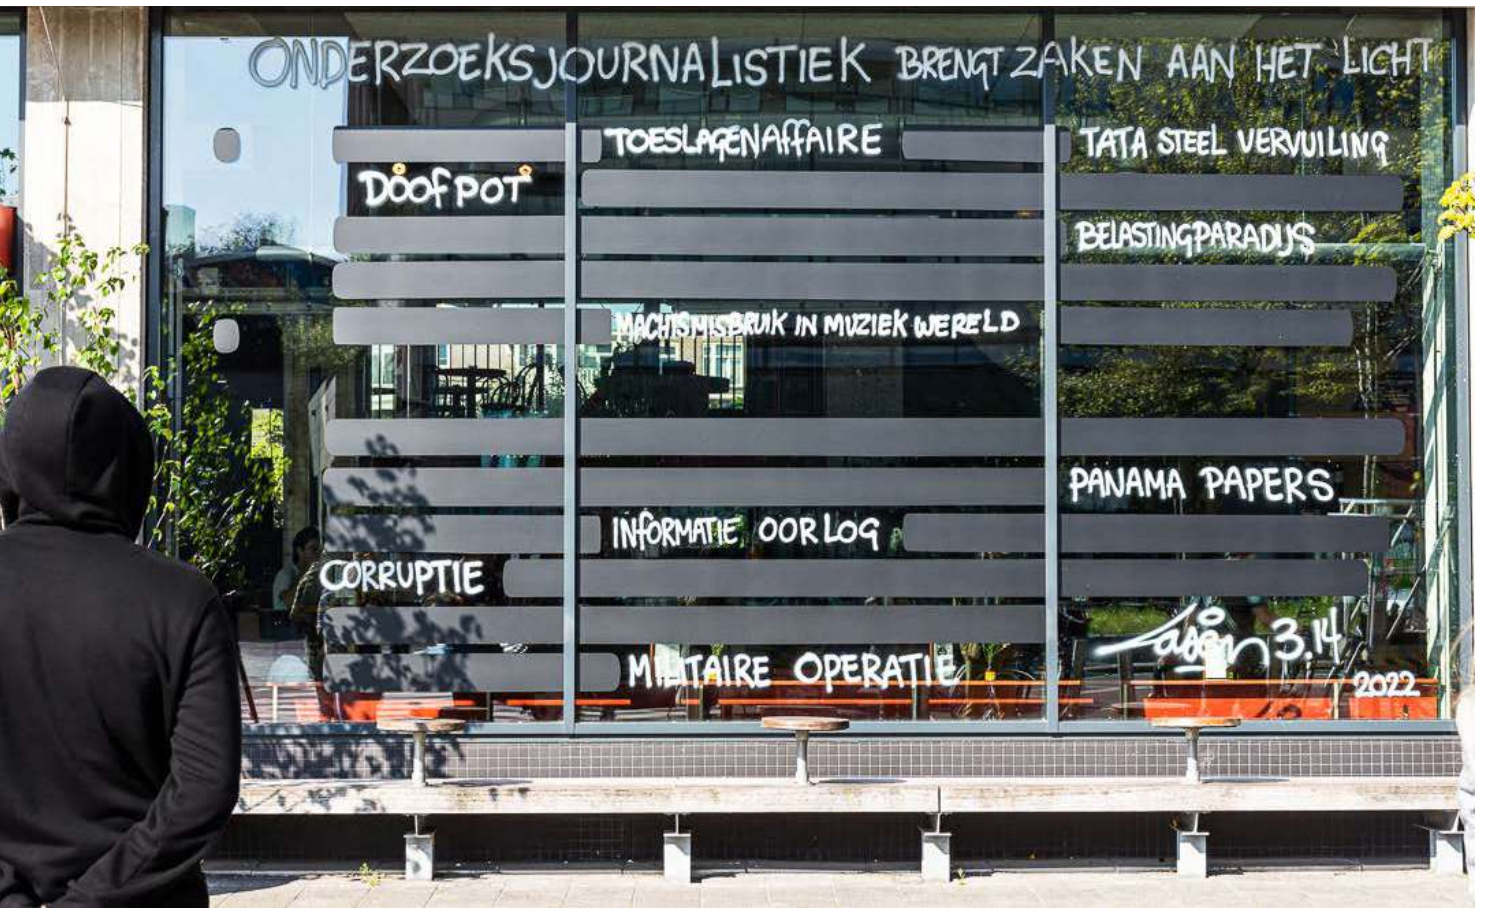 ONDERZOEKSJOURNALISTIEK BRENGT ZAKEN AAN HET LICHT
TOESLAGENAFFAIRE TATA STEEL VERVUILING
DOOFPOT
BELASTINGPARADIJS
MACHTSMISBRUIK IN MUZIEK WERELD
PANAMA PAPERS
INFORMATIE OORLOG
CORRUPTIE
Laser 3.14
MILITAIRE OPERATIE
2022